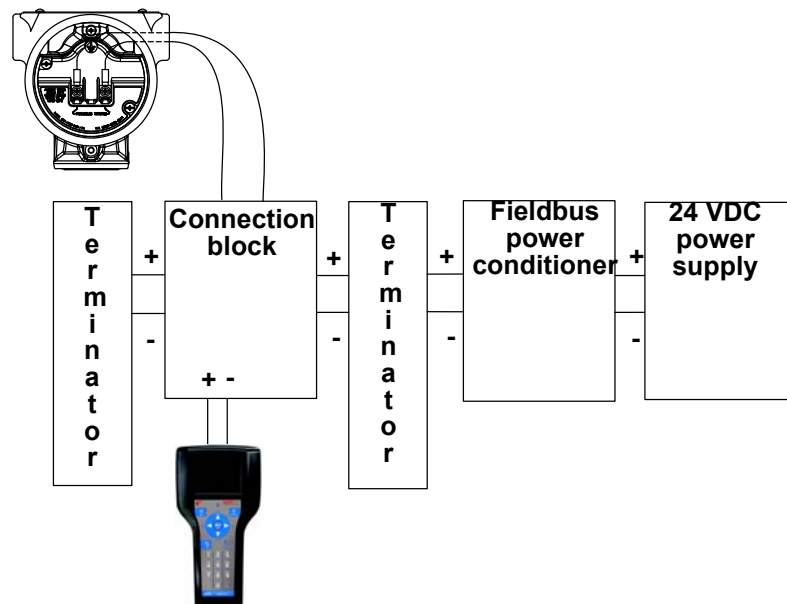 T
e
r
m
i
n
a
t
o
r
+
-
Connection
block
+ -
+
-
T
e
r
m
i
n
a
t
o
r
+
-
Fieldbus
power
conditioner
+
-
24 VDC
power
supply